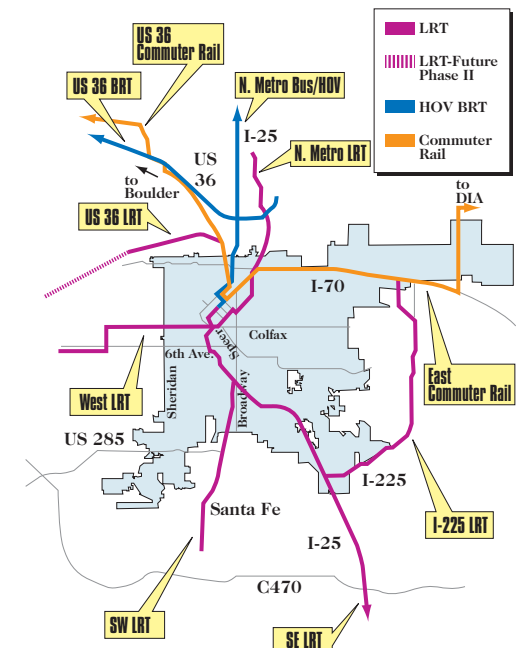 US 36
Commuter Rail
US 36 BRT
N. Metro Bus/HOV
LRT
LRT-Future
Phase II
HOV BRT
Commuter
Rail
I-25
N. Metro LRT
US
36
to
Boulder
to
DIA
US 36 LRT
I-70
Speer
Colfax
6th Ave.
East
Commuter Rail
West LRT
Sheridan
Broadway
US 285
I-225
Santa Fe
I-225 LRT
I-25
C470
SW LRT
SE LRT